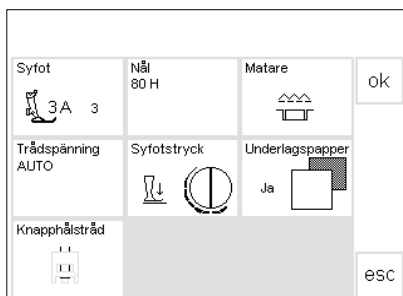 Syfot
3A 3
Nål
80 H
Matare
ok
Trådspänning
AUTO
Syfotstryck
Underlagspapper
Ja
Knapphålstråd
esc